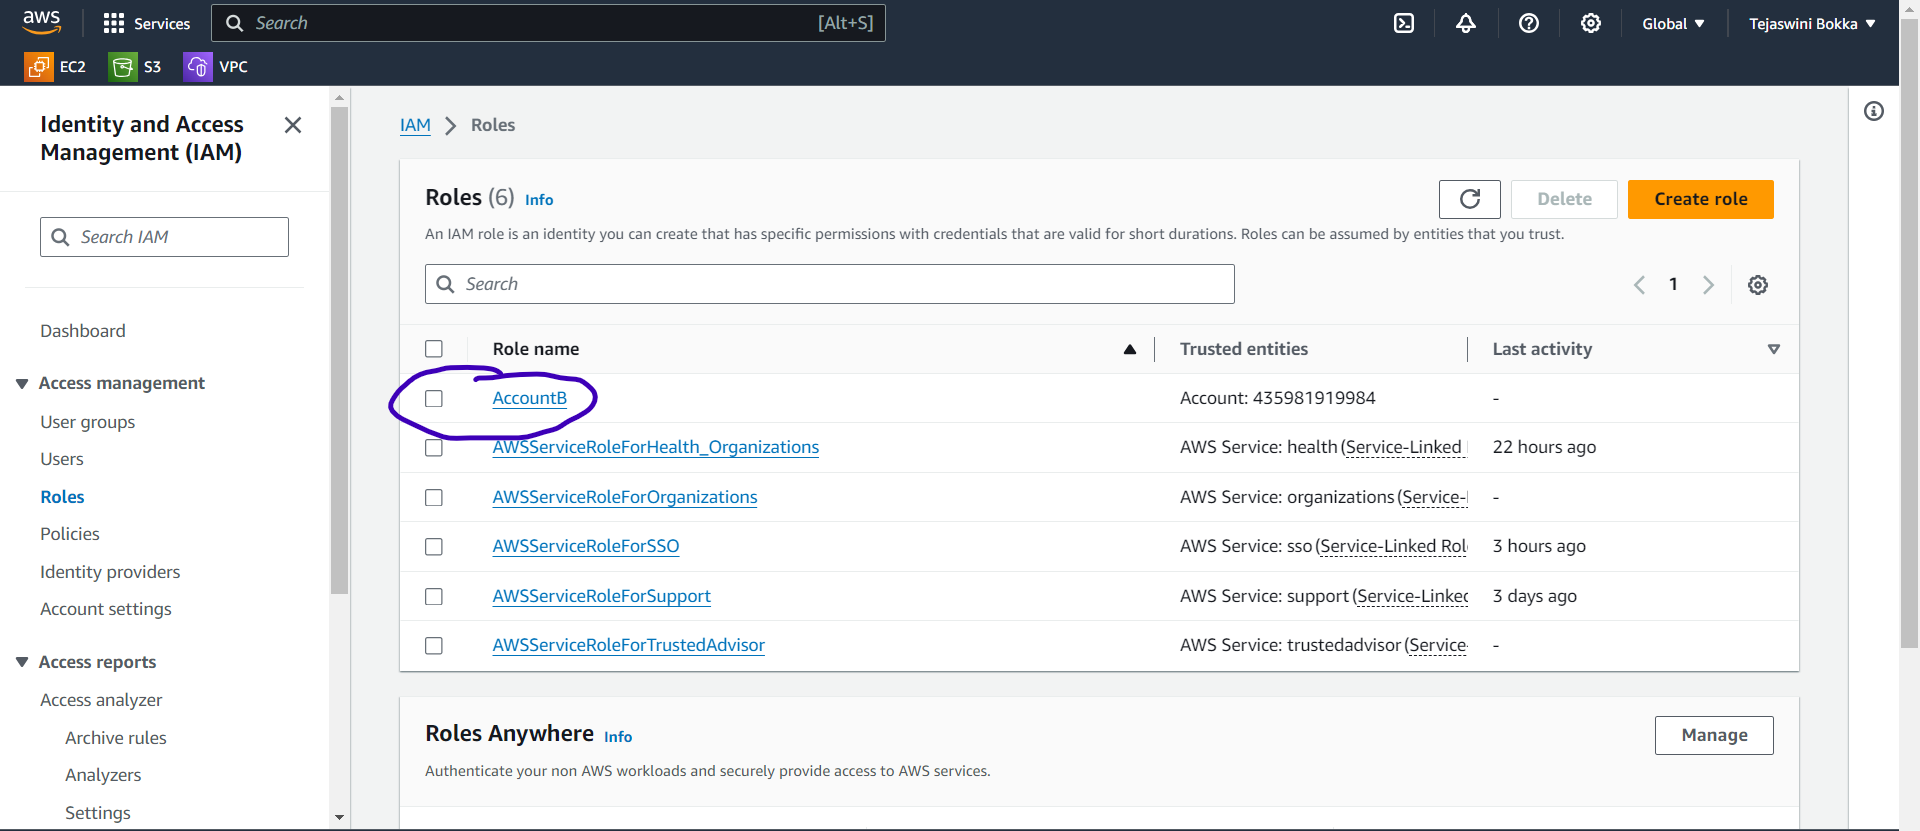 aws Services Search [Alt+S] Global Tejaswini Bokka
EC2 S3 VPC
Identity and Access
Management (IAM)
Search IAM
Dashboard
Access management
User groups
Users
Roles
Policies
Identity providers
Account settings
Access reports
Access analyzer
Archive rules
Analyzers
Settings
IAM > Roles
Roles (6) Info
Delete
Create role
An IAM role is an identity you can create that has specific permissions with credentials that are valid for short durations. Roles can be assumed by entities that you trust.
Search
1
Role name Trusted entities Last activity
AccountB Account: 435981919984 -
AWSServiceRoleForHealth_Organizations AWS Service: health (Service-Linked 22 hours ago
AWSServiceRoleForOrganizations AWS Service: organizations (Service- -
AWSServiceRoleForSSO AWS Service: sso (Service-Linked Rol 3 hours ago
AWSServiceRoleForSupport AWS Service: support (Service-Linked 3 days ago
AWSServiceRoleForTrustedAdvisor AWS Service: trustedadvisor (Service -
Roles Anywhere Info
Manage
Authenticate your non AWS workloads and securely provide access to AWS services.